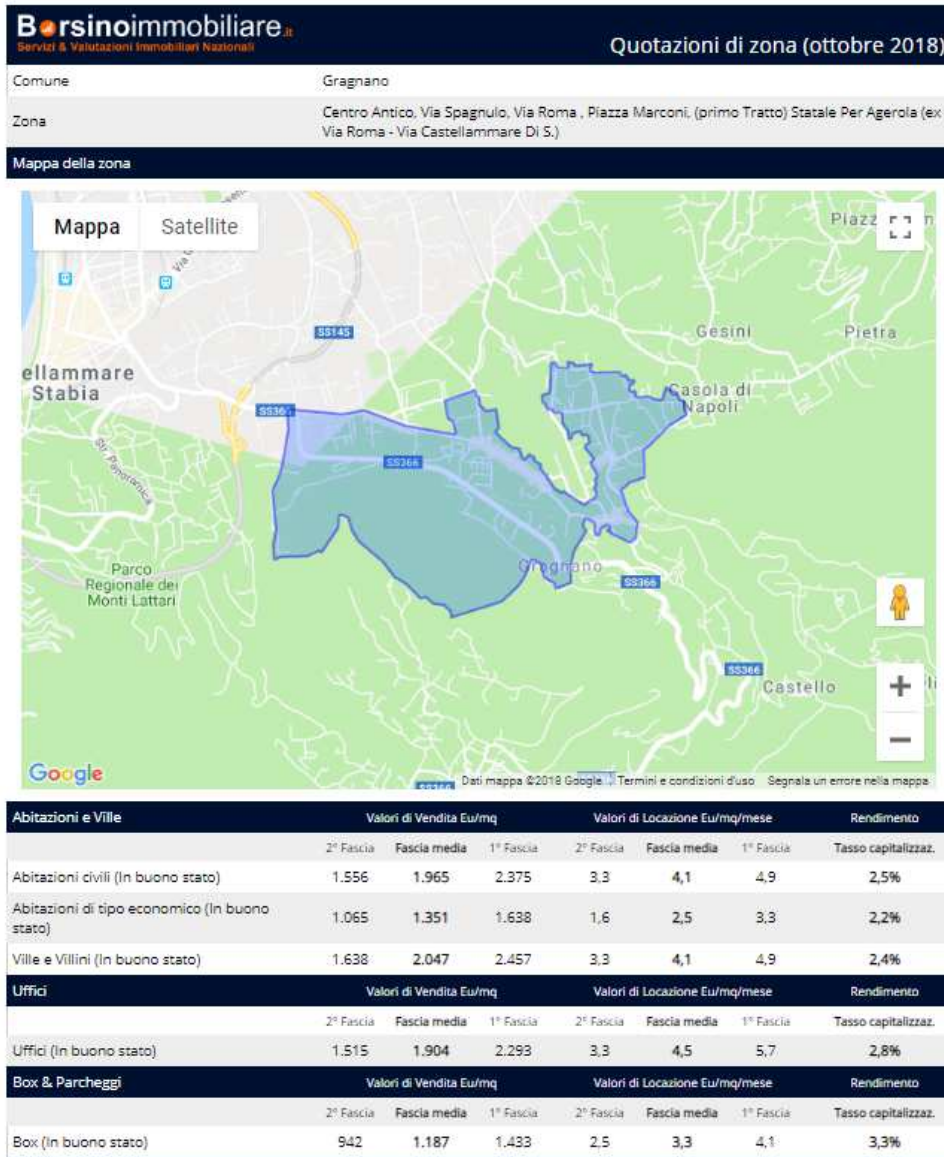 Borsinoimmobiliare.it
Servizi & Valutazioni Immobiliari Nazionali
Quotazioni di zona (ottobre 2018)
Comune Gragnano
Zona Centro Antico, Via Spagnulo, Via Roma , Piazza Marconi, (primo Tratto) Statale Per Agerola (ex
Via Roma - Via Castellammare Di S.)
Mappa della zona
Mappa Satellite
Piazz
SS145
Gesini Pietra
ellammare
Stabia
Casola di
Napoli
SS366
SS366
Str. Panoramica
Parco
Regionale dei
Monti Lattari
Gragnano
SS366
SS366
Castello
Google
SS366
Dati mappa ©2018 Google Termini e condizioni d'uso Segnala un errore nella mappa
Abitazioni e Ville Valori di Vendita Eu/mq Valori di Locazione Eu/mq/mese Rendimento
2° Fascia Fascia media 1° Fascia 2° Fascia Fascia media 1° Fascia Tasso capitalizzaz.
Abitazioni civili (In buono stato) 1.556 1.965 2.375 3,3 4,1 4,9 2,5%
Abitazioni di tipo economico (In buono
stato) 1.065 1.351 1.638 1,6 2,5 3,3 2,2%
Ville e Villini (In buono stato) 1.638 2.047 2.457 3,3 4,1 4,9 2,4%
Uffici Valori di Vendita Eu/mq Valori di Locazione Eu/mq/mese Rendimento
2° Fascia Fascia media 1° Fascia 2° Fascia Fascia media 1° Fascia Tasso capitalizzaz.
Uffici (In buono stato) 1.515 1.904 2.293 3,3 4,5 5,7 2,8%
Box & Parcheggi Valori di Vendita Eu/mq Valori di Locazione Eu/mq/mese Rendimento
2° Fascia Fascia media 1° Fascia 2° Fascia Fascia media 1° Fascia Tasso capitalizzaz.
Box (In buono stato) 942 1.187 1.433 2,5 3,3 4,1 3,3%